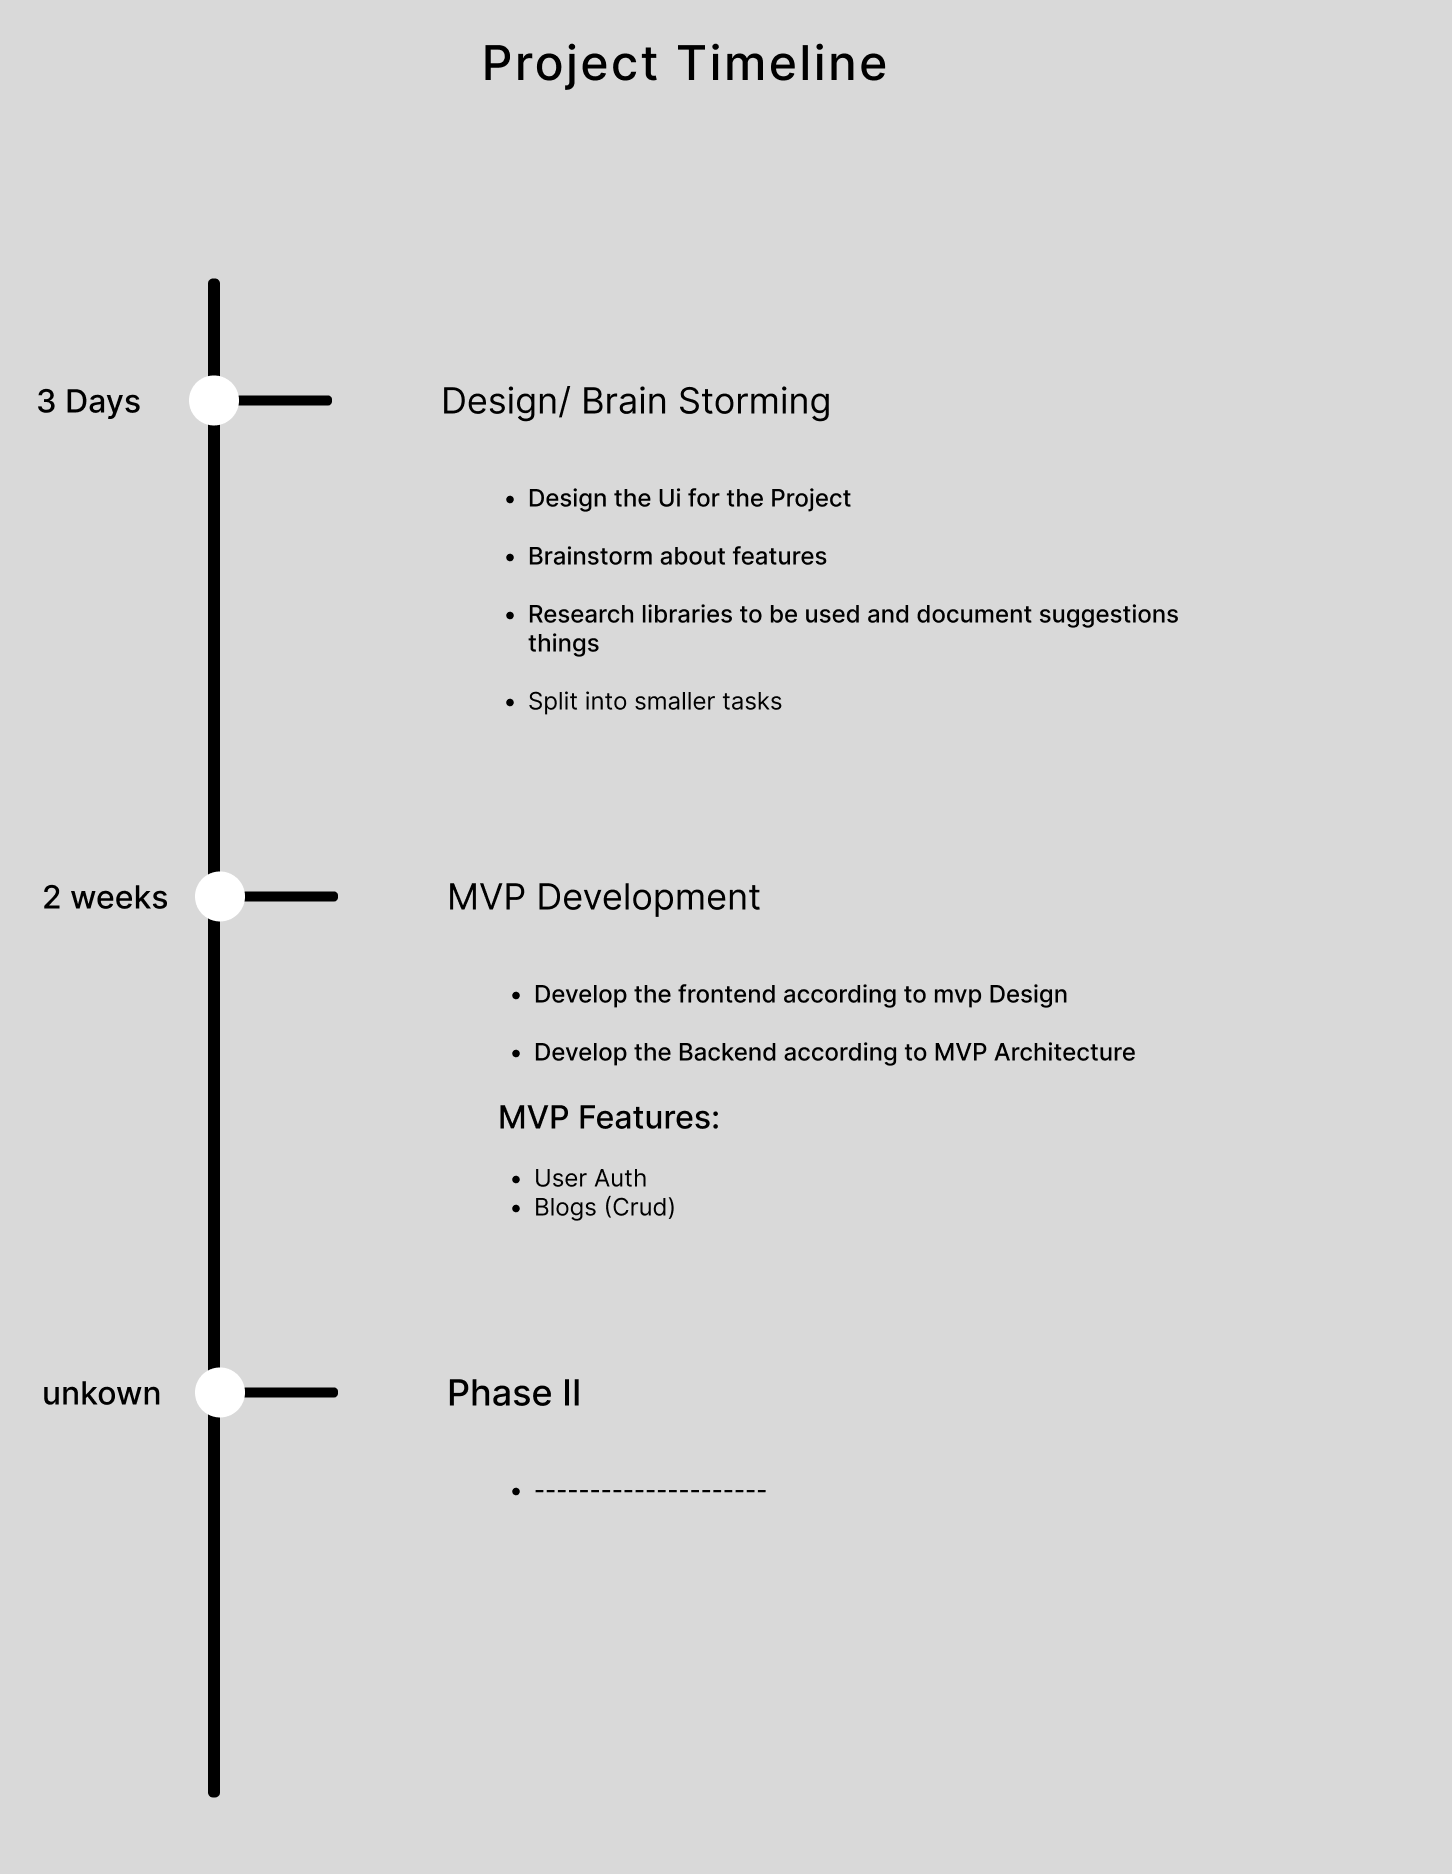 Project Timeline
3 Days
Design/ Brain Storming
• Design the Ui for the Project
• Brainstorm about features
• Research libraries to be used and document suggestions
things
• Split into smaller tasks
2 weeks
MVP Development
• Develop the frontend according to mvp Design
• Develop the Backend according to MVP Architecture
MVP Features:
• User Auth
• Blogs (Crud)
unkown
Phase II
• ---------------------